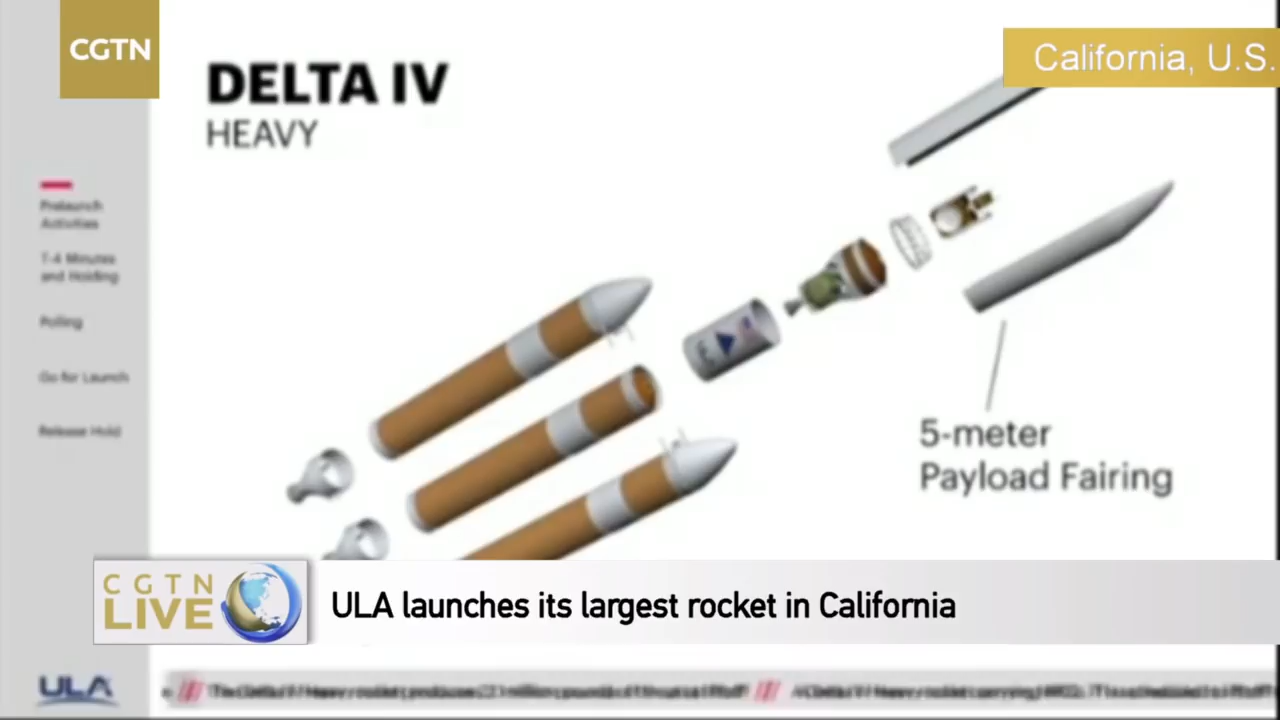 CGTN
California, U.S.
DELTA IV
HEAVY
Prelaunch
Activities
T-4 Minutes
and Holding
Polling
Go for Launch
Release Hold
5-meter
Payload Fairing
CGTN
LIVE
ULA launches its largest rocket in California
ULA